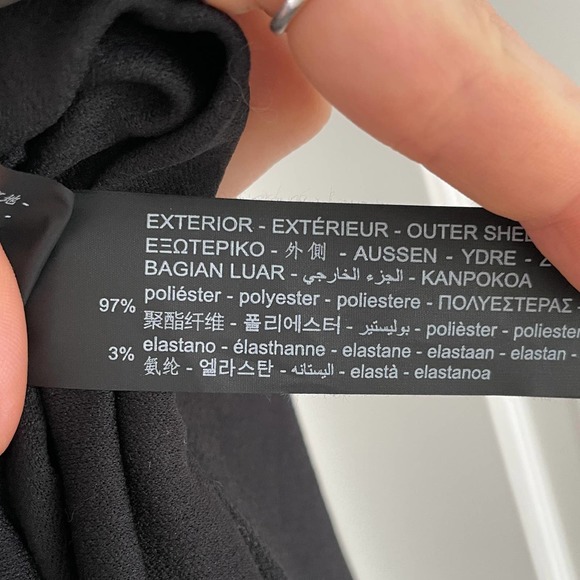 EXTERIOR - EXTÉRIEUR - OUTER SHELL
ΕΞΩΤΕΡΙΚΟ - 外 側 - AUSSEN - YDRE -
BAGIAN LUAR - الجزء الخارجي - KANPOKOA
97% poliéster - polyester - poliestere - ΠΟΛΥΕΣΤΕΡΑΣ -
聚酯纤维 - 폴리에스터 - بوليستير - polièster - poliester
3% elastano - élasthanne - elastane - elastaan - elastan -
氨纶 - 엘라스탄 - اليستانه - elastà - elastanoa